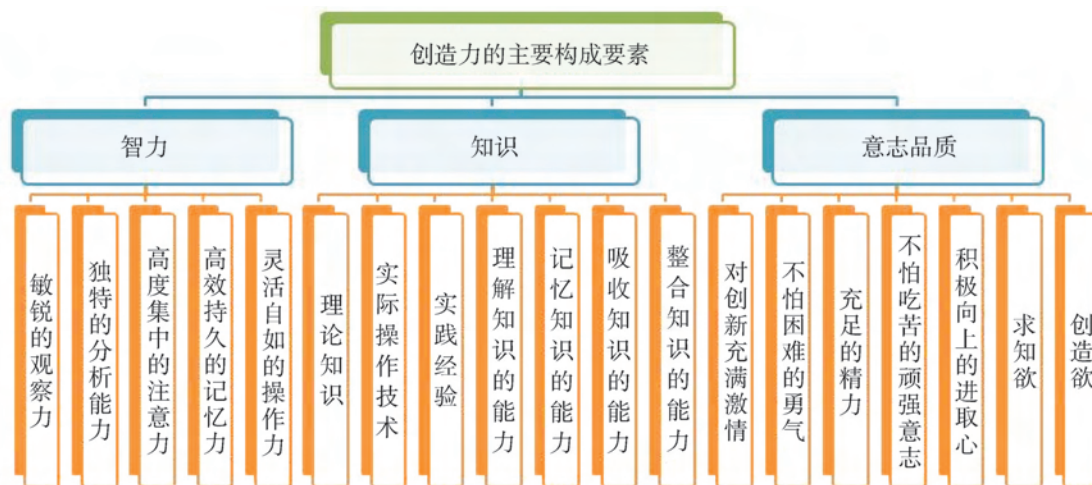 创造力的主要构成要素
智力
知识
意志品质
敏锐的观察力
独特的分析能力
高度集中的注意力
高效持久的记忆力
灵活自如的操作力
理论知识
实际操作技术
实践经验
理解知识的能力
记忆知识的能力
吸收知识的能力
整合知识的能力
对创新充满激情
不怕困难的勇气
充足的精力
不怕吃苦的顽强意志
积极向上的进取心
求知欲
创造欲